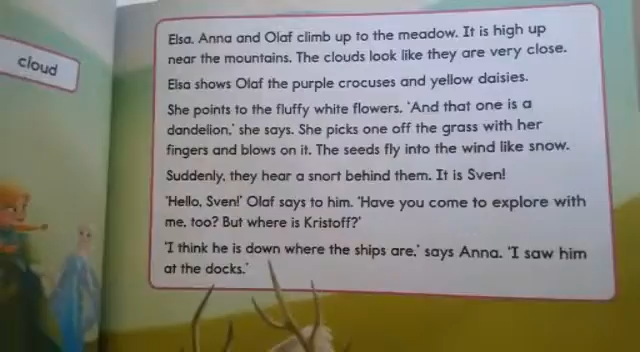 cloud
Elsa, Anna and Olaf climb up to the meadow. It is high up
near the mountains. The clouds look like they are very close.
Elsa shows Olaf the purple crocuses and yellow daisies.
She points to the fluffy white flowers. 'And that one is a
dandelion,' she says. She picks one off the grass with her
fingers and blows on it. The seeds fly into the wind like snow.
Suddenly, they hear a snort behind them. It is Sven!
'Hello, Sven!' Olaf says to him. 'Have you come to explore with
me, too? But where is Kristoff?'
'I think he is down where the ships are,' says Anna. 'I saw him
at the docks.'